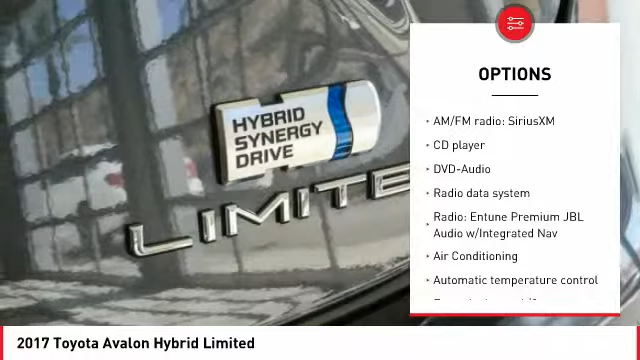 HYBRID
SYNERGY
DRIVE
LIMITE
OPTIONS
AM/FM radio: SiriusXM
CD player
DVD-Audio
Radio data system
Radio: Entune Premium JBL
Audio w/Integrated Nav
Air Conditioning
Automatic temperature control
2017 Toyota Avalon Hybrid Limited